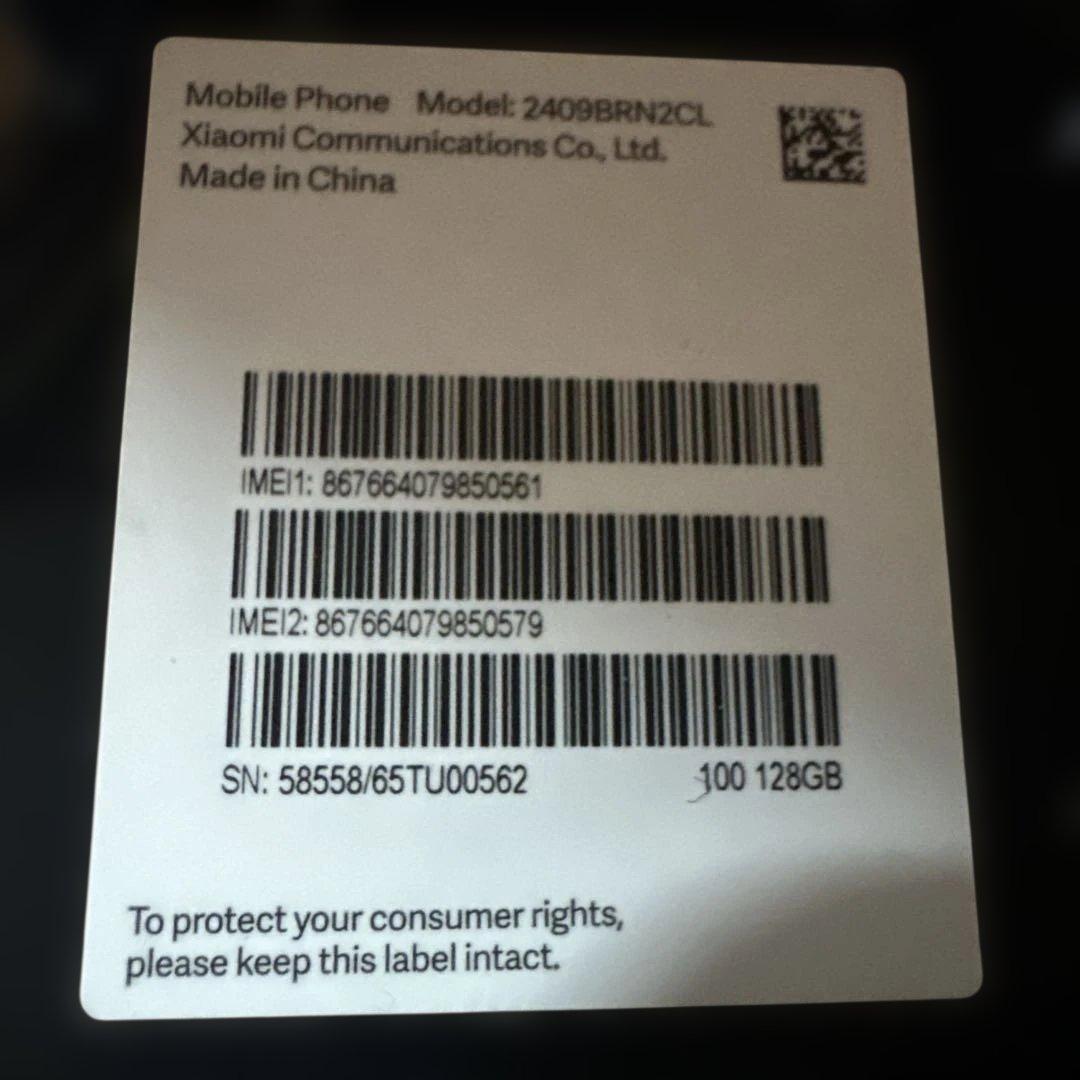 Mobile Phone Model: 2409BRN2CL
Xiaomi Communications Co., Ltd.
Made in China
IMEI1: 867664079850561
IMEI2: 867664079850579
SN: 58558/65TU00562 100 128GB
To protect your consumer rights,
please keep this label intact.